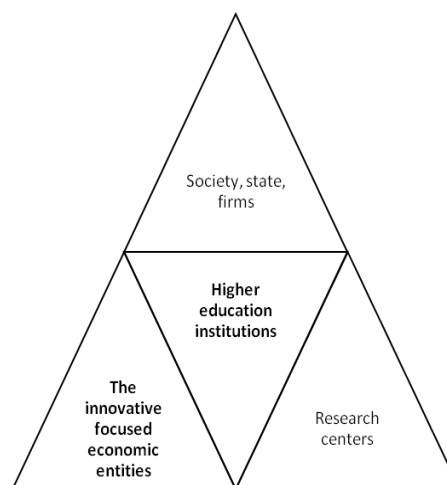 Society, state,
firms
Higher
education
institutions
The
innovative
focused
economic
entities
Research
centers